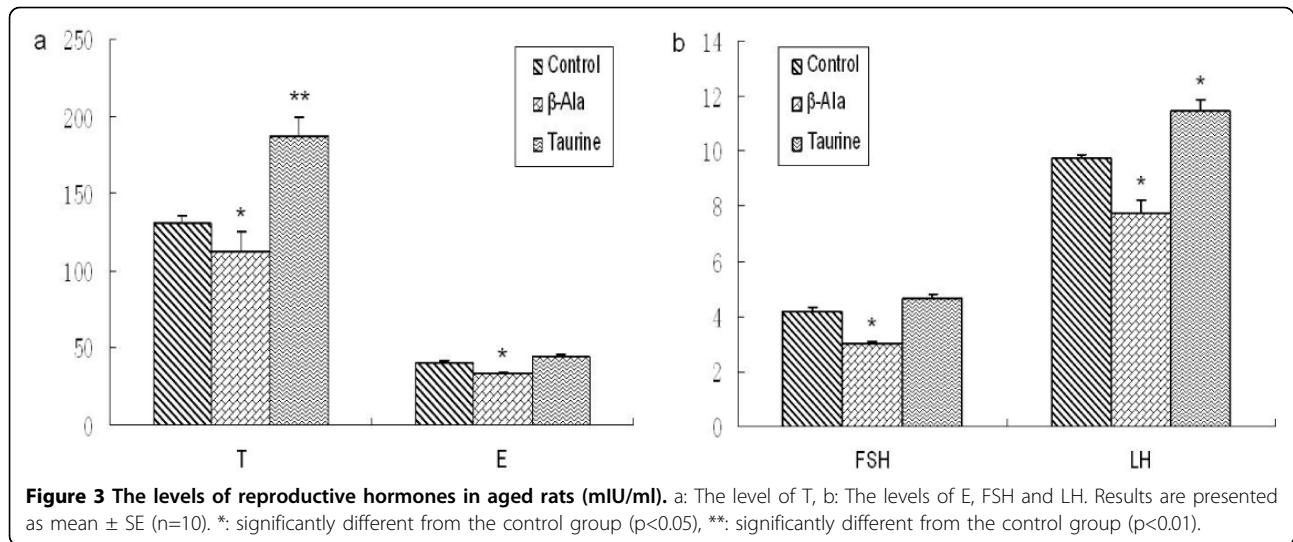 a
250
200
150
100
50
0
Control
β-Ala
Taurine
*
**
*
T
E
b
14
12
10
8
6
4
2
0
Control
β-Ala
Taurine
*
*
*
FSH
LH
Figure 3 The levels of reproductive hormones in aged rats (mIU/ml). a: The level of T, b: The levels of E, FSH and LH. Results are presented
as mean ± SE (n=10). *: significantly different from the control group (p<0.05), **: significantly different from the control group (p<0.01).